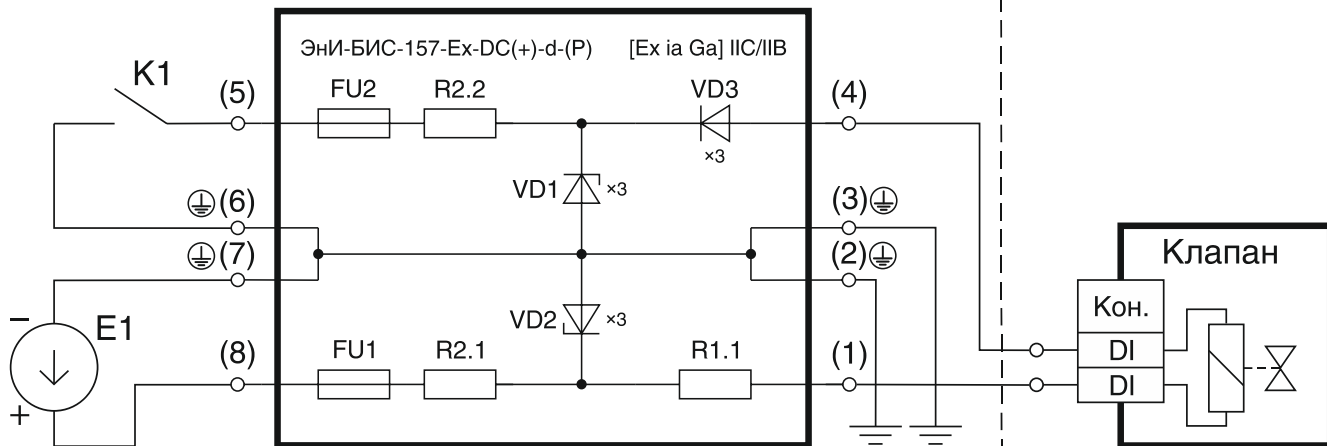 ЭнИ-БИС-157-Ex-DC(+)-d-(P) [Ex ia Ga] IIC/IIB
K1 (5) FU2 R2.2 VD3 (4)
×3
VD1 ×3
(6) (3)
(7) (2)
Клапан
Кон.
– E1 VD2 ×3
DI
(8) FU1 R2.1 R1.1 (1)
DI
+